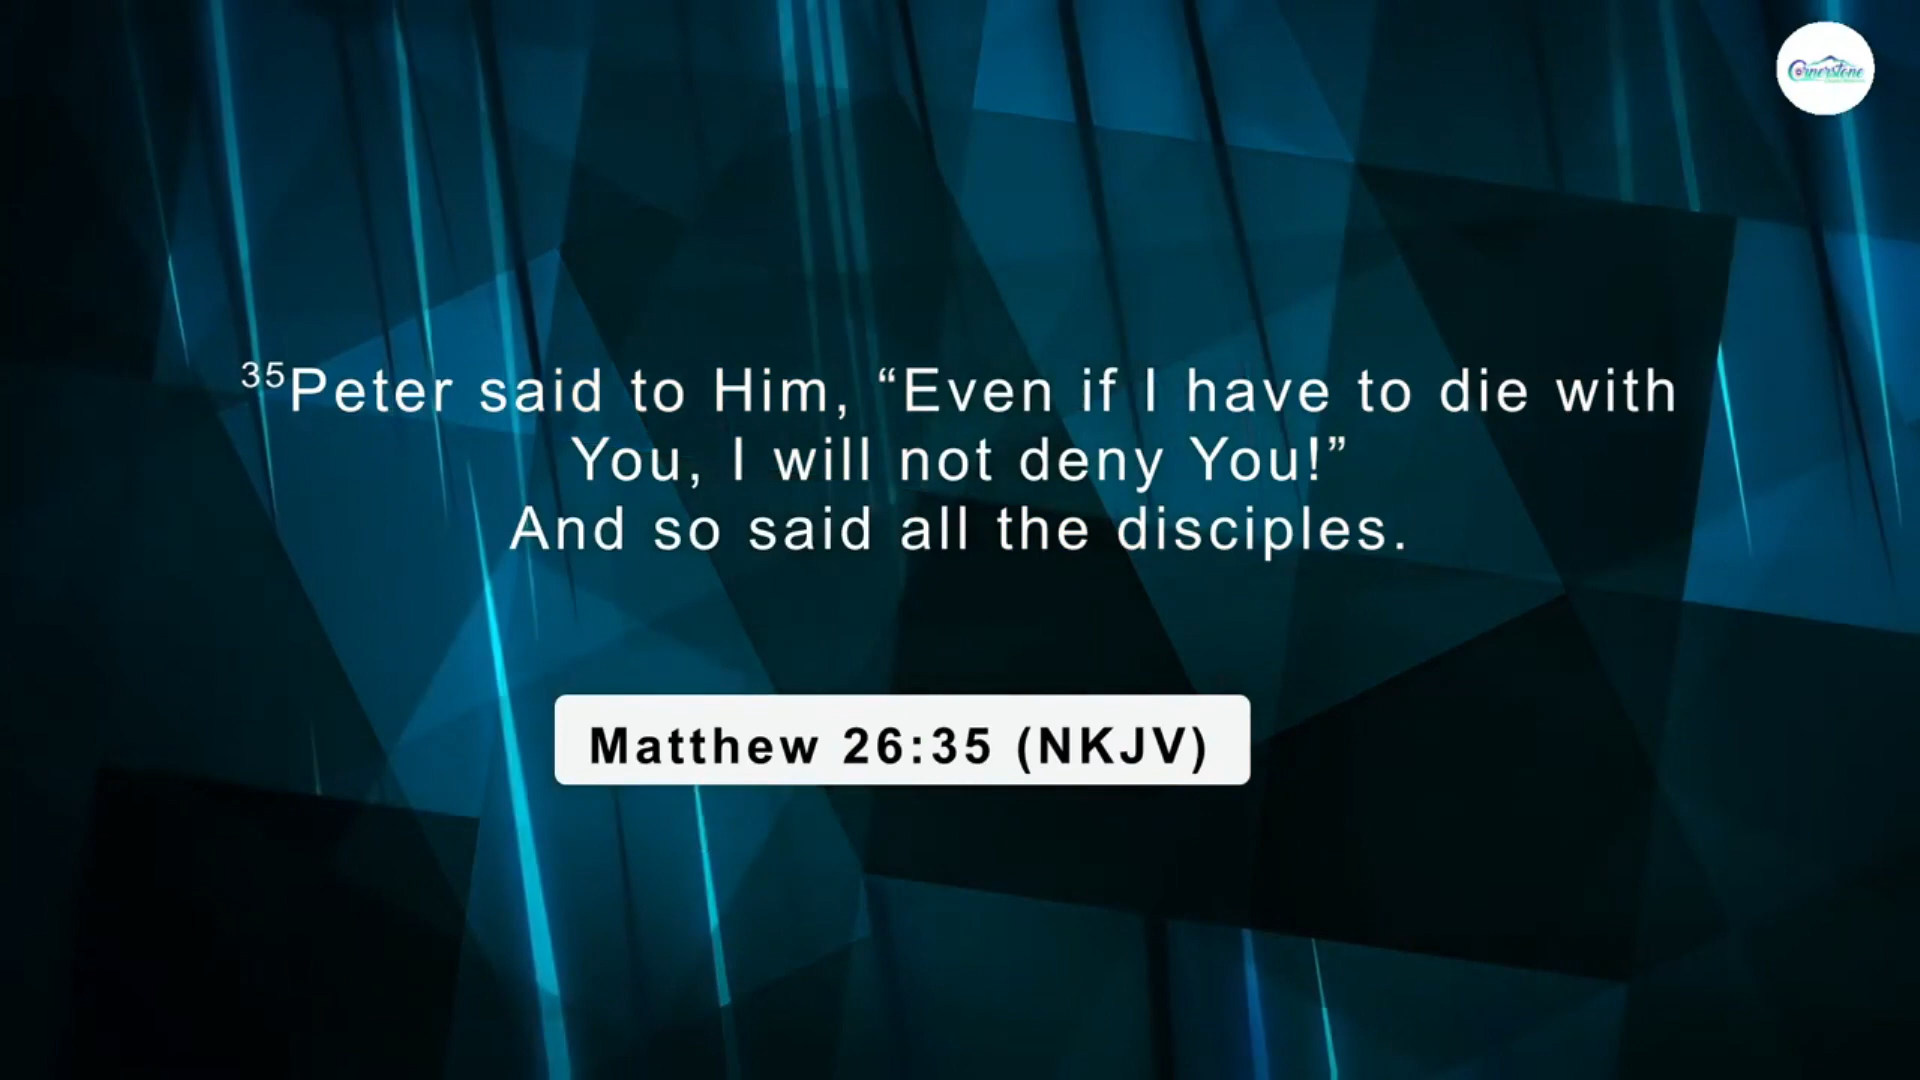 Cornerstone
³⁵Peter said to Him, “Even if I have to die with
You, I will not deny You!”
And so said all the disciples.
Matthew 26:35 (NKJV)